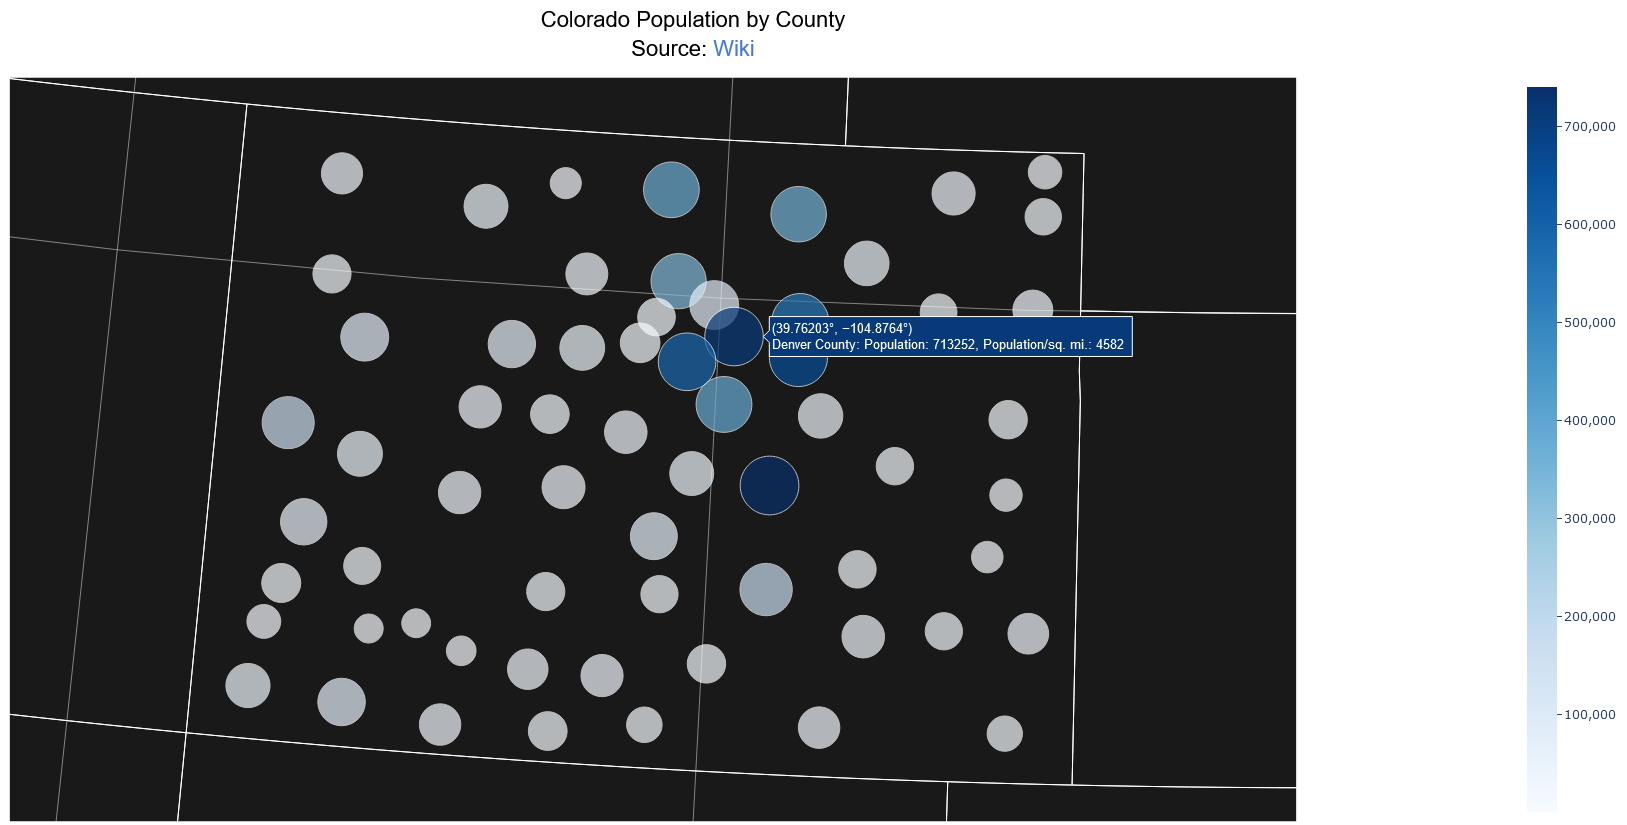 Colorado Population by County
Source: Wiki
700,000
600,000
500,000
400,000
300,000
200,000
100,000
(39.76203°, −104.8764°)
Denver County: Population: 713252, Population/sq. mi.: 4582